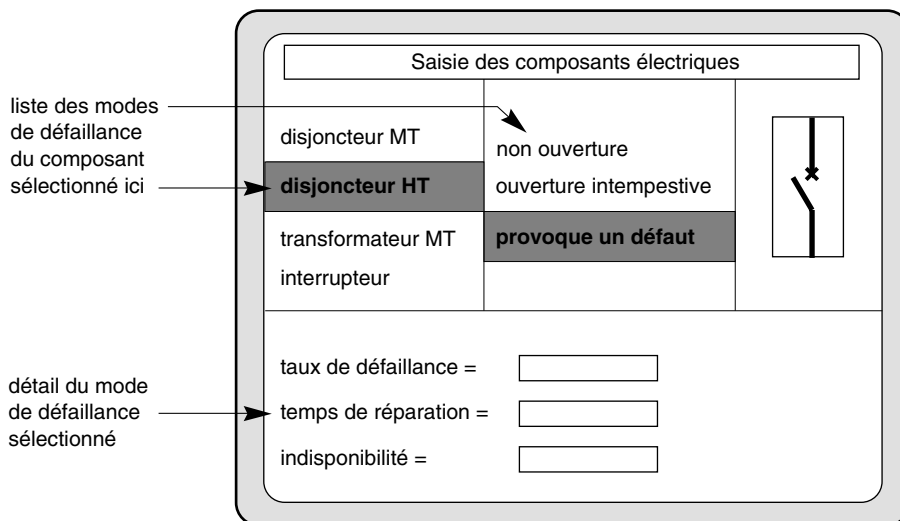 Saisie des composants électriques
liste des modes
de défaillance
du composant
sélectionné ici
disjoncteur MT
disjoncteur HT
transformateur MT
interrupteur
non ouverture
ouverture intempestive
provoque un défaut
détail du mode
de défaillance
sélectionné
taux de défaillance =
temps de réparation =
indisponibilité =